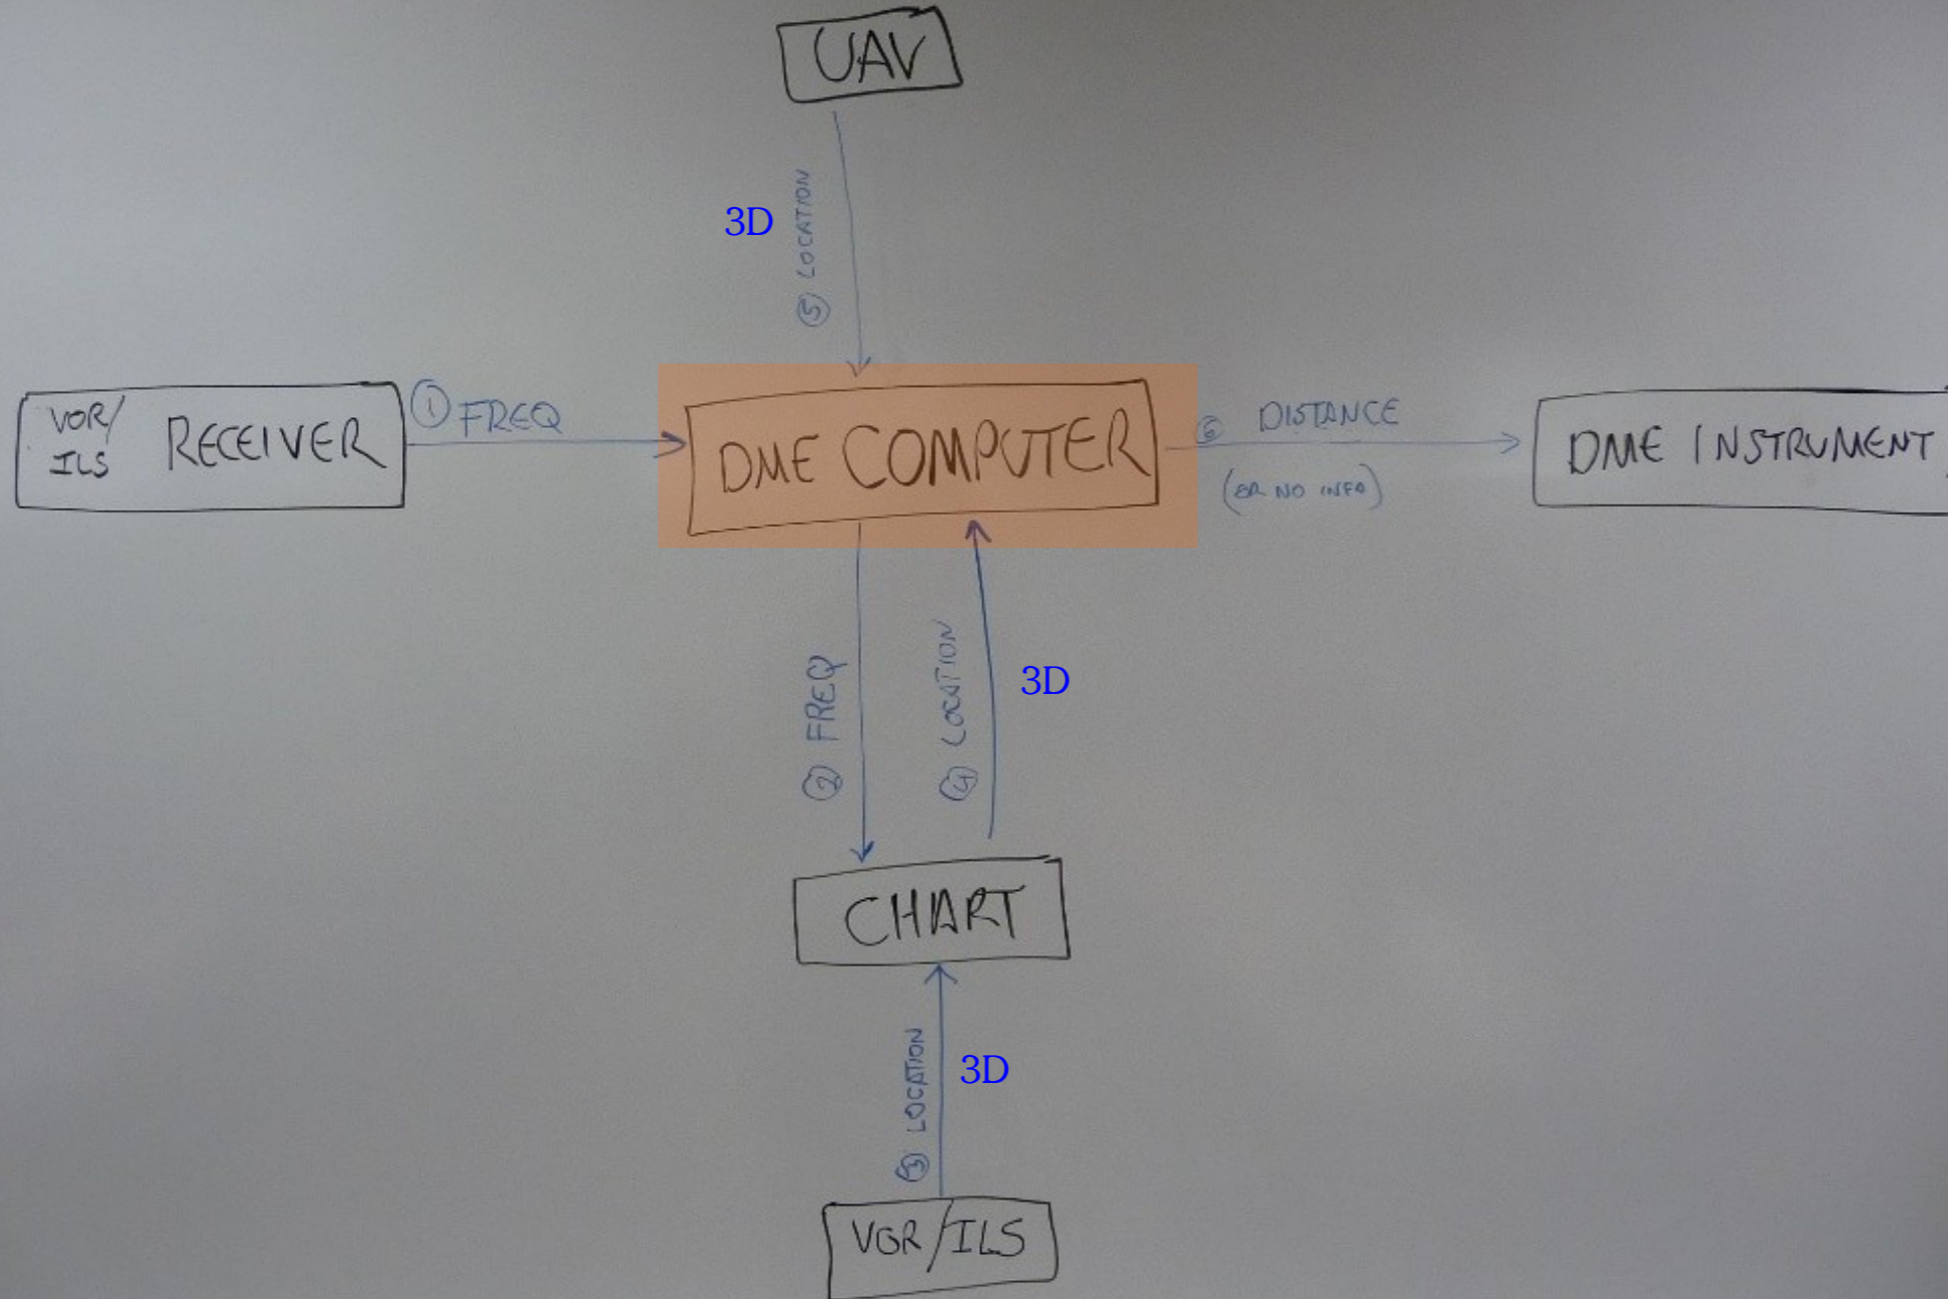 UAV
3D
⑤ LOCATION
VOR/
ILS
RECEIVER
① FREQ
DME COMPUTER
⑥ DISTANCE
(OR NO INFO)
DME INSTRUMENT
② FREQ
④ LOCATION
3D
CHART
③ LOCATION
3D
VOR/ILS